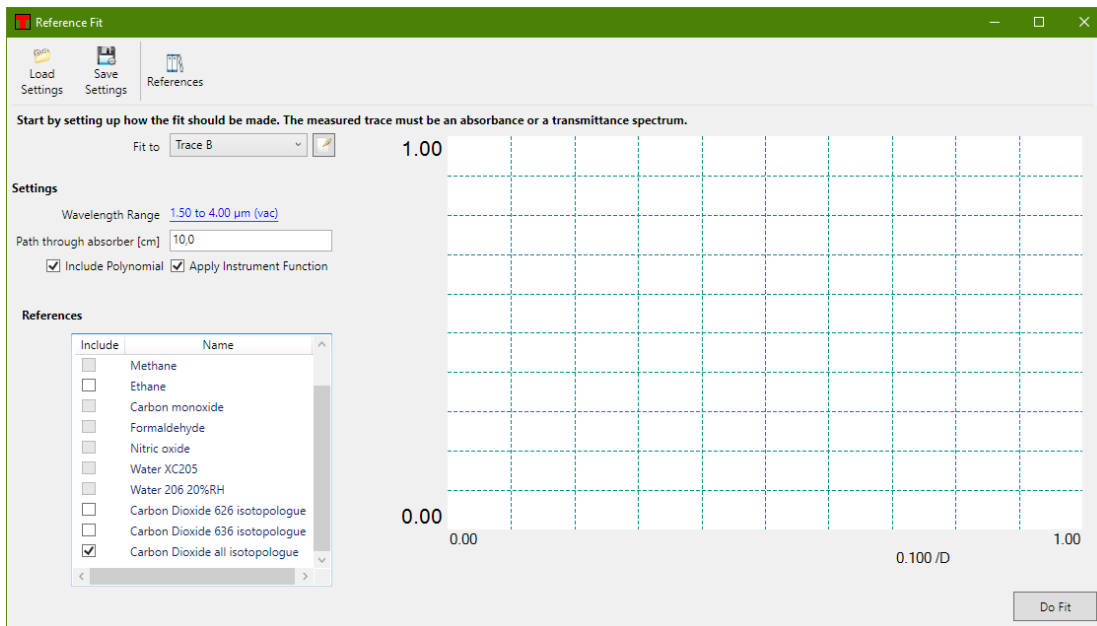 Reference Fit
Load Settings
Save Settings
References
Start by setting up how the fit should be made. The measured trace must be an absorbance or a transmittance spectrum.
Fit to Trace B
Settings
Wavelength Range 1.50 to 4.00 µm (vac)
Path through absorber [cm] 10,0
Include Polynomial Apply Instrument Function
References
Include Name
Methane
Ethane
Carbon monoxide
Formaldehyde
Nitric oxide
Water XC205
Water 206 20%RH
Carbon Dioxide 626 isotopologue
Carbon Dioxide 636 isotopologue
Carbon Dioxide all isotopologue
1.00
0.00
0.00 1.00
0.100 /D
Do Fit